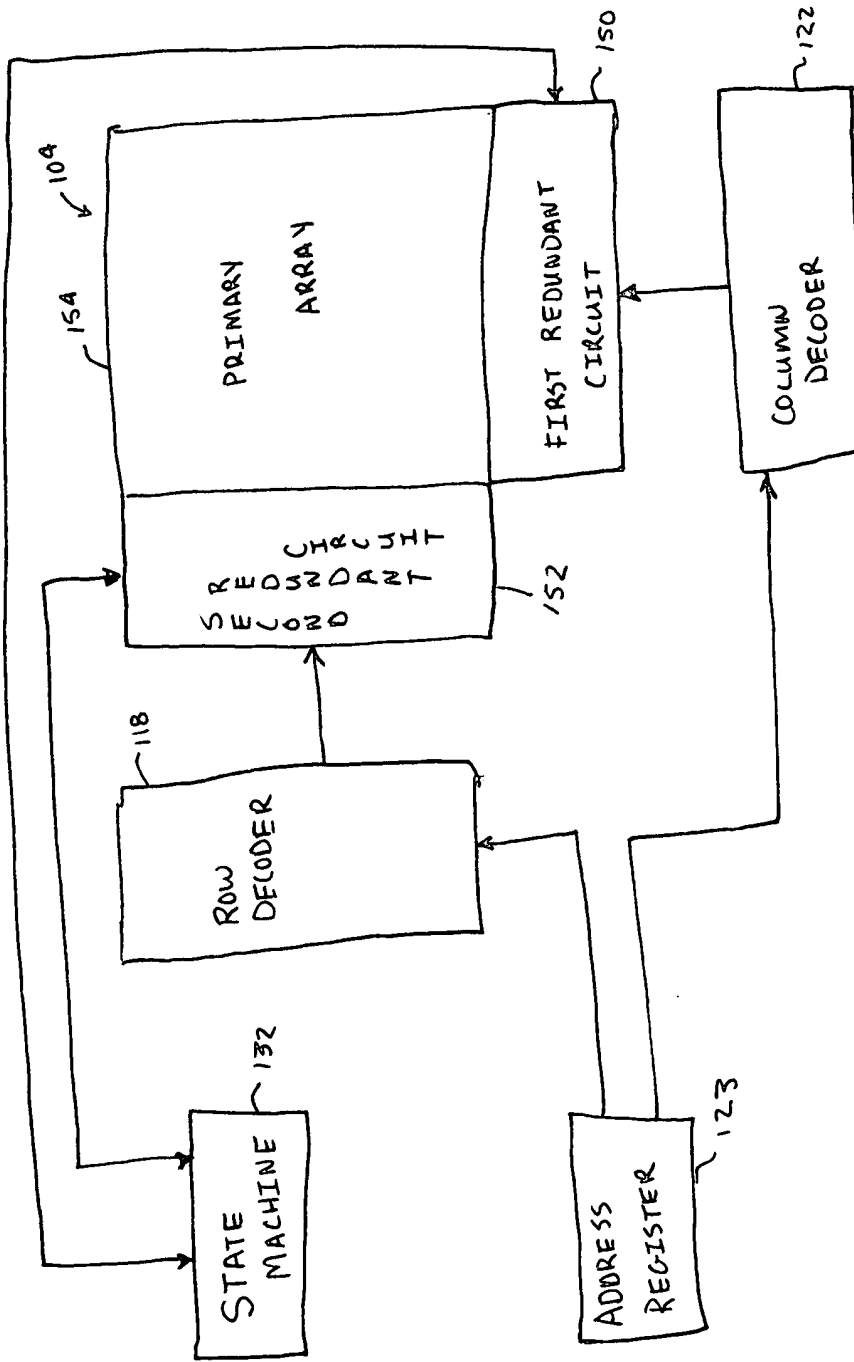 154
104
PRIMARY
ARRAY
150
FIRST REDUNDANT
CIRCUIT
SECOND
REDUNDANT
CIRCUIT
152
118
ROW
DECODER
122
COLUMN
DECODER
132
STATE
MACHINE
ADDRESS
REGISTER
123